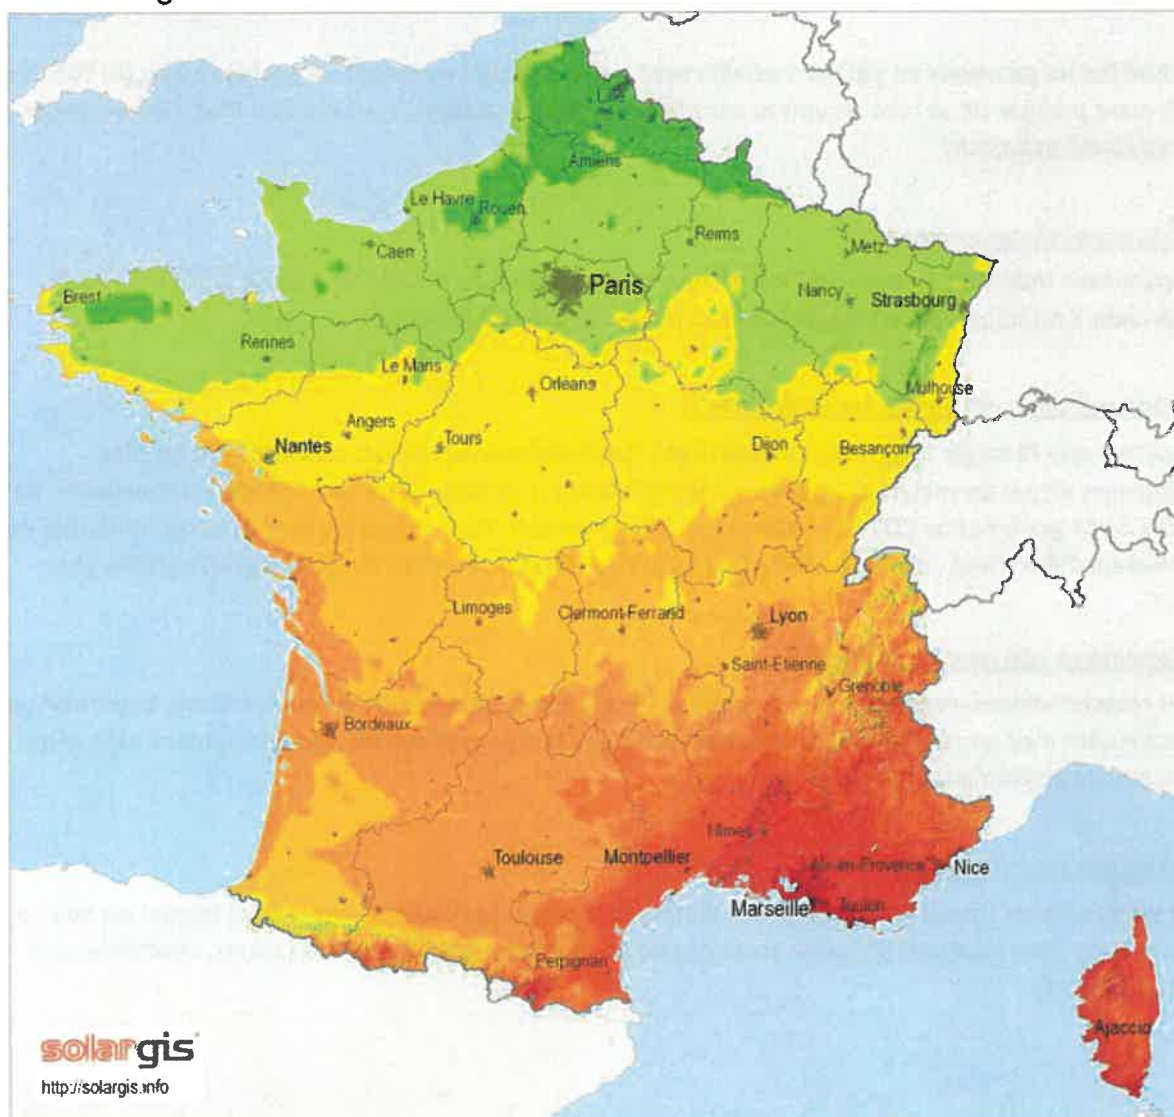 Lille
Amiens
Le Havre
Rouen
Caen
Reims
Metz
Paris
Nancy
Strasbourg
Brest
Rennes
Le Mans
Orléans
Mulhouse
Angers
Tours
Nantes
Dijon
Besançon
Limoges
Clermont-Ferrand
Lyon
Saint-Etienne
Grenoble
Bordeaux
Nimes
Toulouse
Montpellier
Aix-en-Provence
Nice
Marseille
Toulon
Perpignan
Ajaccio
solargis
http://solargis.info